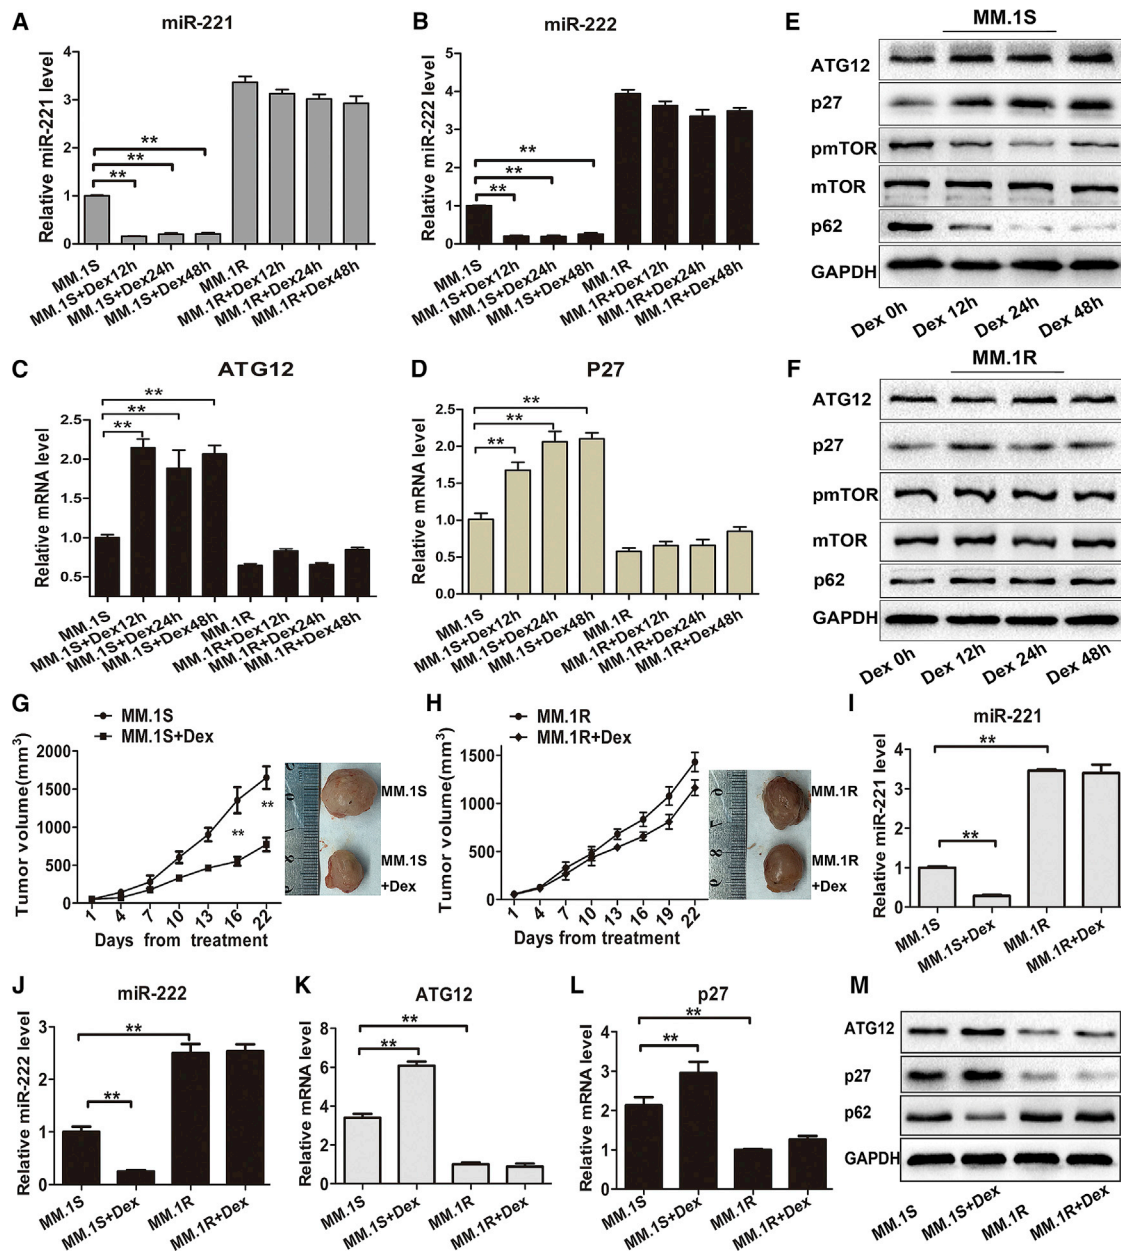 A
miR-221
Relative miR-221 level
4
3
2
1
0
**
**
**
MM.1S
MM.1S+Dex12h
MM.1S+Dex24h
MM.1S+Dex48h
MM.1R
MM.1R+Dex12h
MM.1R+Dex24h
MM.1R+Dex48h
B
miR-222
Relative miR-222 level
5
4
3
2
1
0
**
**
**
MM.1S
MM.1S+Dex12h
MM.1S+Dex24h
MM.1S+Dex48h
MM.1R
MM.1R+Dex12h
MM.1R+Dex24h
MM.1R+Dex48h
E
MM.1S
ATG12
p27
pmTOR
mTOR
p62
GAPDH
Dex 0h
Dex 12h
Dex 24h
Dex 48h
C
ATG12
Relative mRNA level
2.5
2.0
1.5
1.0
0.5
**
**
**
MM.1S
MM.1S+Dex12h
MM.1S+Dex24h
MM.1S+Dex48h
MM.1R
MM.1R+Dex12h
MM.1R+Dex24h
MM.1R+Dex48h
D
P27
Relative mRNA level
2.5
2.0
1.5
1.0
0.5
0.0
**
**
**
MM.1S
MM.1S+Dex12h
MM.1S+Dex24h
MM.1S+Dex48h
MM.1R
MM.1R+Dex12h
MM.1R+Dex24h
MM.1R+Dex48h
F
MM.1R
ATG12
p27
pmTOR
mTOR
p62
GAPDH
Dex 0h
Dex 12h
Dex 24h
Dex 48h
G
MM.1S
MM.1S+Dex
Tumor volume(mm3)
2000
1500
1000
500
0
**
**
1 4 7 10 13 16 22
Days from treatment
MM.1S
MM.1S
+Dex
H
MM.1R
MM.1R+Dex
Tumor volume(mm3)
1500
1000
500
0
1 4 7 10 13 16 19 22
Days from treatment
MM.1R
MM.1R
+Dex
I
miR-221
Relative miR-221 level
4
3
2
1
0
**
**
MM.1S
MM.1S+Dex
MM.1R
MM.1R+Dex
J
miR-222
Relative miR-222 level
3
2
1
0
**
**
MM.1S
MM.1S+Dex
MM.1R
MM.1R+Dex
K
ATG12
Relative mRNA level
8
6
4
2
0
**
**
MM.1S
MM.1S+Dex
MM.1R
MM.1R+Dex
L
p27
Relative mRNA level
4
3
2
1
0
**
**
MM.1S
MM.1S+Dex
MM.1R
MM.1R+Dex
M
ATG12
p27
p62
GAPDH
MM.1S
MM.1S+Dex
MM.1R
MM.1R+Dex